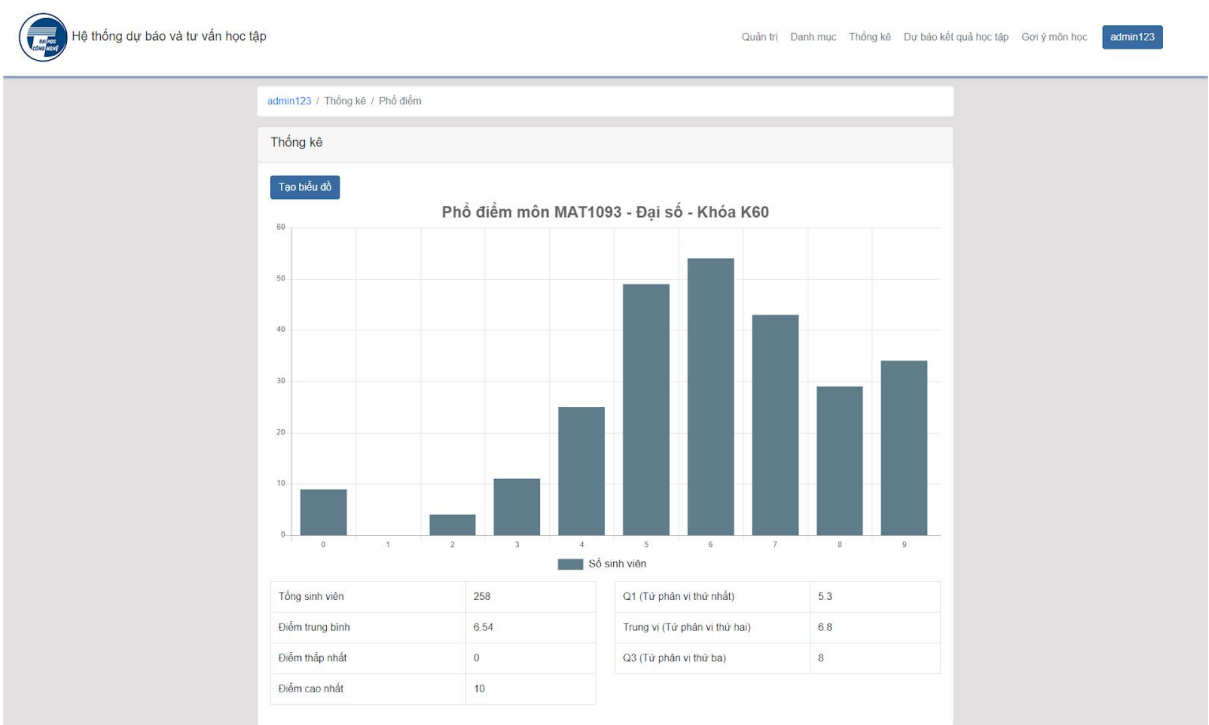 ĐẠI HỌC
CÔNG NGHỆ
Hệ thống dự báo và tư vấn học tập
Quản trị Danh mục Thống kê Dự báo kết quả học tập Gợi ý môn học admin123
admin123 / Thống kê / Phổ điểm
Thống kê
Tạo biểu đồ
Phổ điểm môn MAT1093 - Đại số - Khóa K60
60
50
40
30
20
10
0
0 1 2 3 4 5 6 7 8 9
Số sinh viên
Tổng sinh viên 258 Q1 (Tứ phân vị thứ nhất) 5.3
Điểm trung bình 6.54 Trung vị (Tứ phân vị thứ hai) 6.8
Điểm thấp nhất 0 Q3 (Tứ phân vị thứ ba) 8
Điểm cao nhất 10